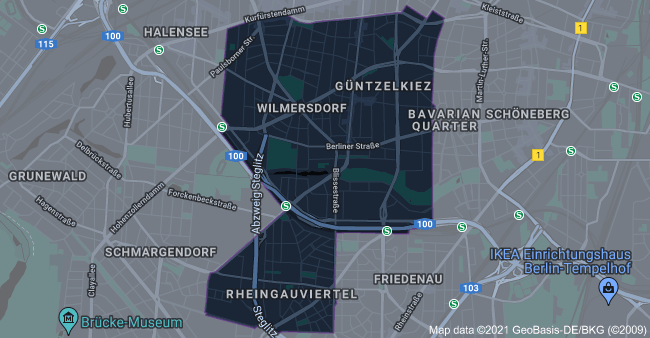 Kurfürstendamm
Kleiststraße
1
115
S
100
HALENSEE
S
Paulsborner Str.
Martin-Luther-Str.
Hubertusallee
GÜNTZELKIEZ
S
S
WILMERSDORF
BAVARIAN
QUARTER
SCHÖNEBERG
S
Delbrückstraße
Berliner Straße
100
1
S
GRUNEWALD
Abzweig Steglitz
Blissestraße
Hagenstraße
Hohenzollerndamm
Forckenbeckstraße
S
S
100
S
S
SCHMARGENDORF
IKEA Einrichtungshaus
Berlin-Tempelhof
Clayallee
FRIEDENAU
103
RHEINGAUVIERTEL
Rheinstraße
S
Steglitz
Brücke-Museum
Map data ©2021 GeoBasis-DE/BKG (©2009)